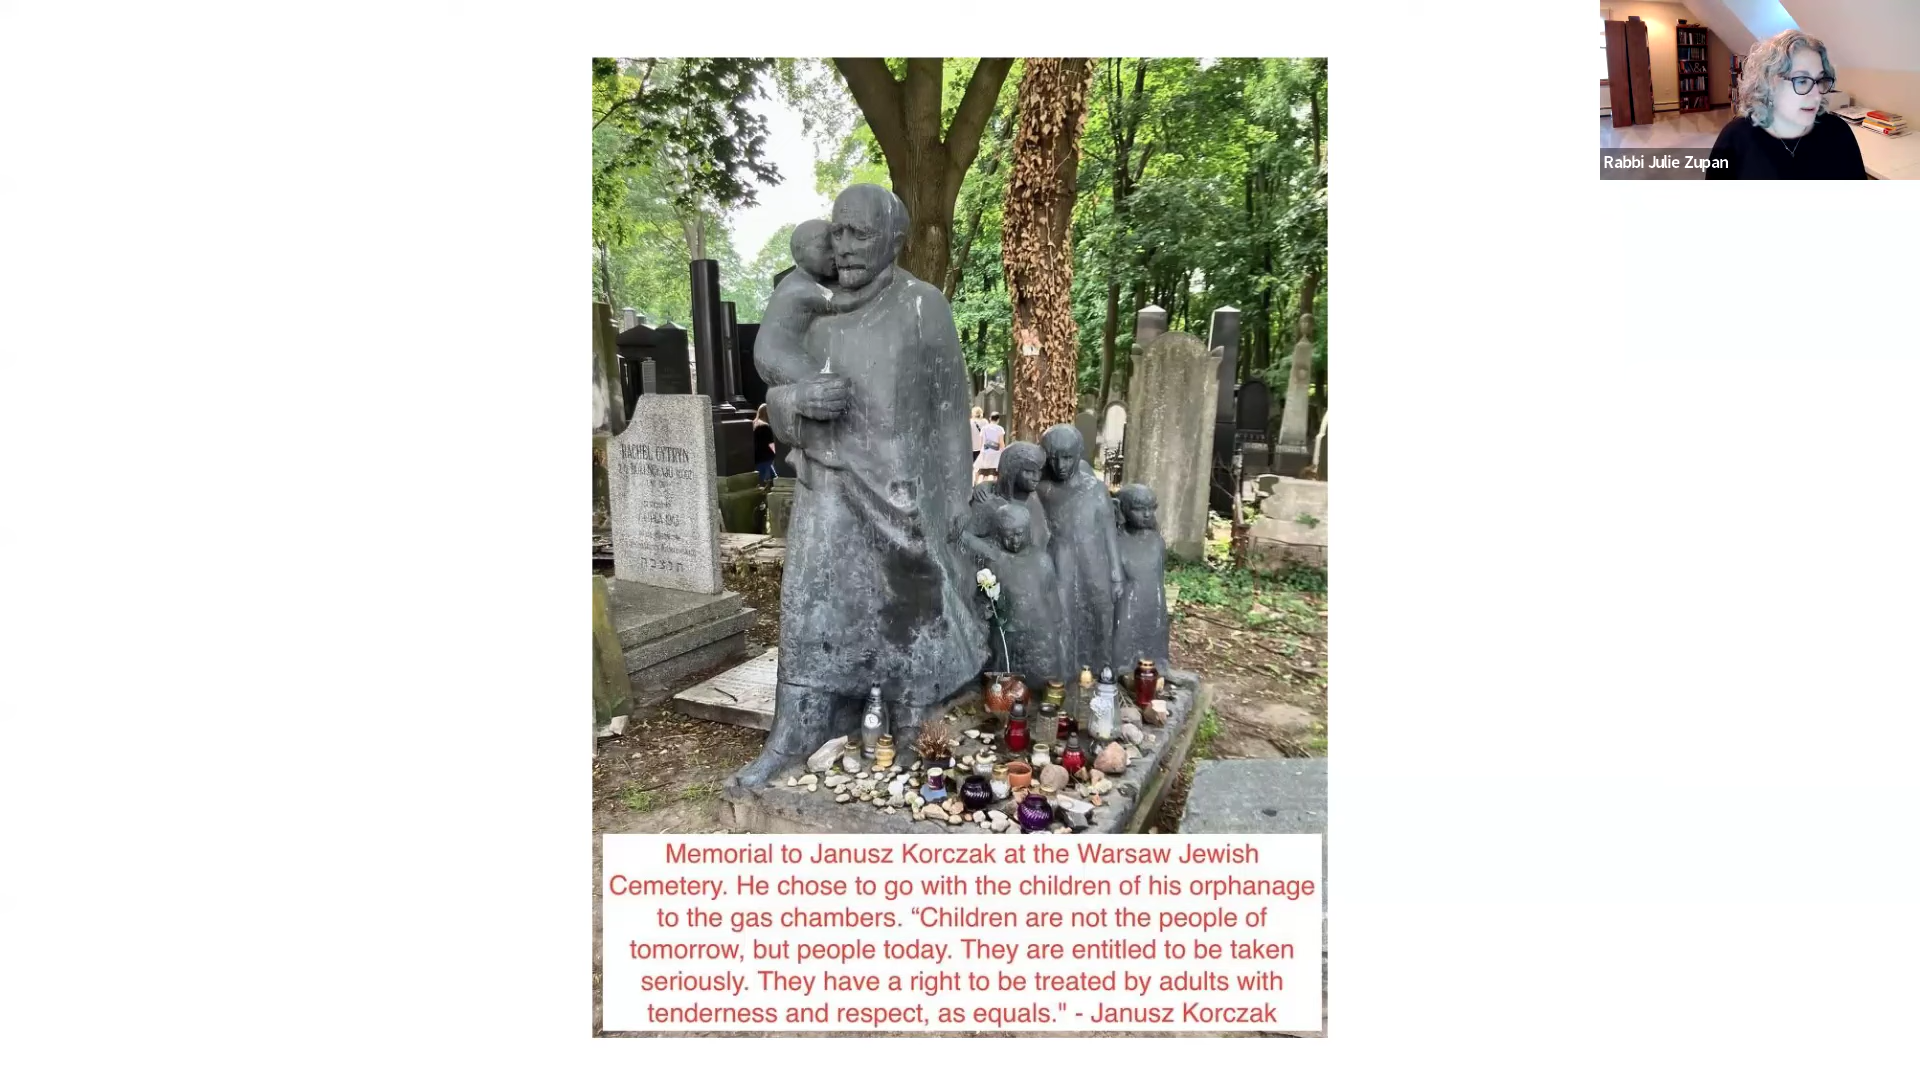 Rabbi Julie Zupan
RACHEL CYTRYN
Memorial to Janusz Korczak at the Warsaw Jewish
Cemetery. He chose to go with the children of his orphanage
to the gas chambers. “Children are not the people of
tomorrow, but people today. They are entitled to be taken
seriously. They have a right to be treated by adults with
tenderness and respect, as equals." - Janusz Korczak